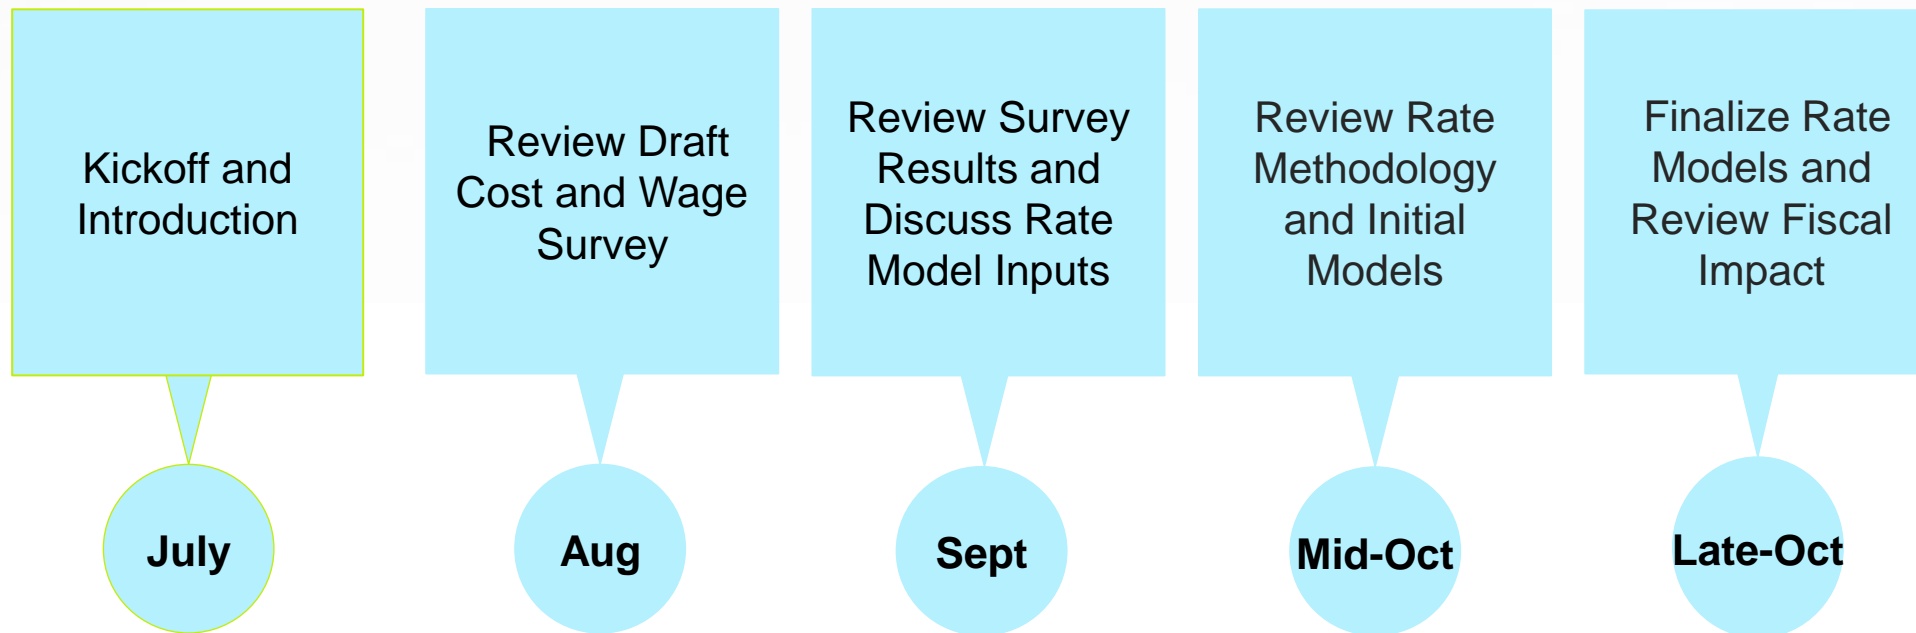 Kickoff and
Introduction
Review Draft
Cost and Wage
Survey
Review Survey
Results and
Discuss Rate
Model Inputs
Review Rate
Methodology
and Initial
Models
Finalize Rate
Models and
Review Fiscal
Impact
July
Aug
Sept
Mid-Oct
Late-Oct